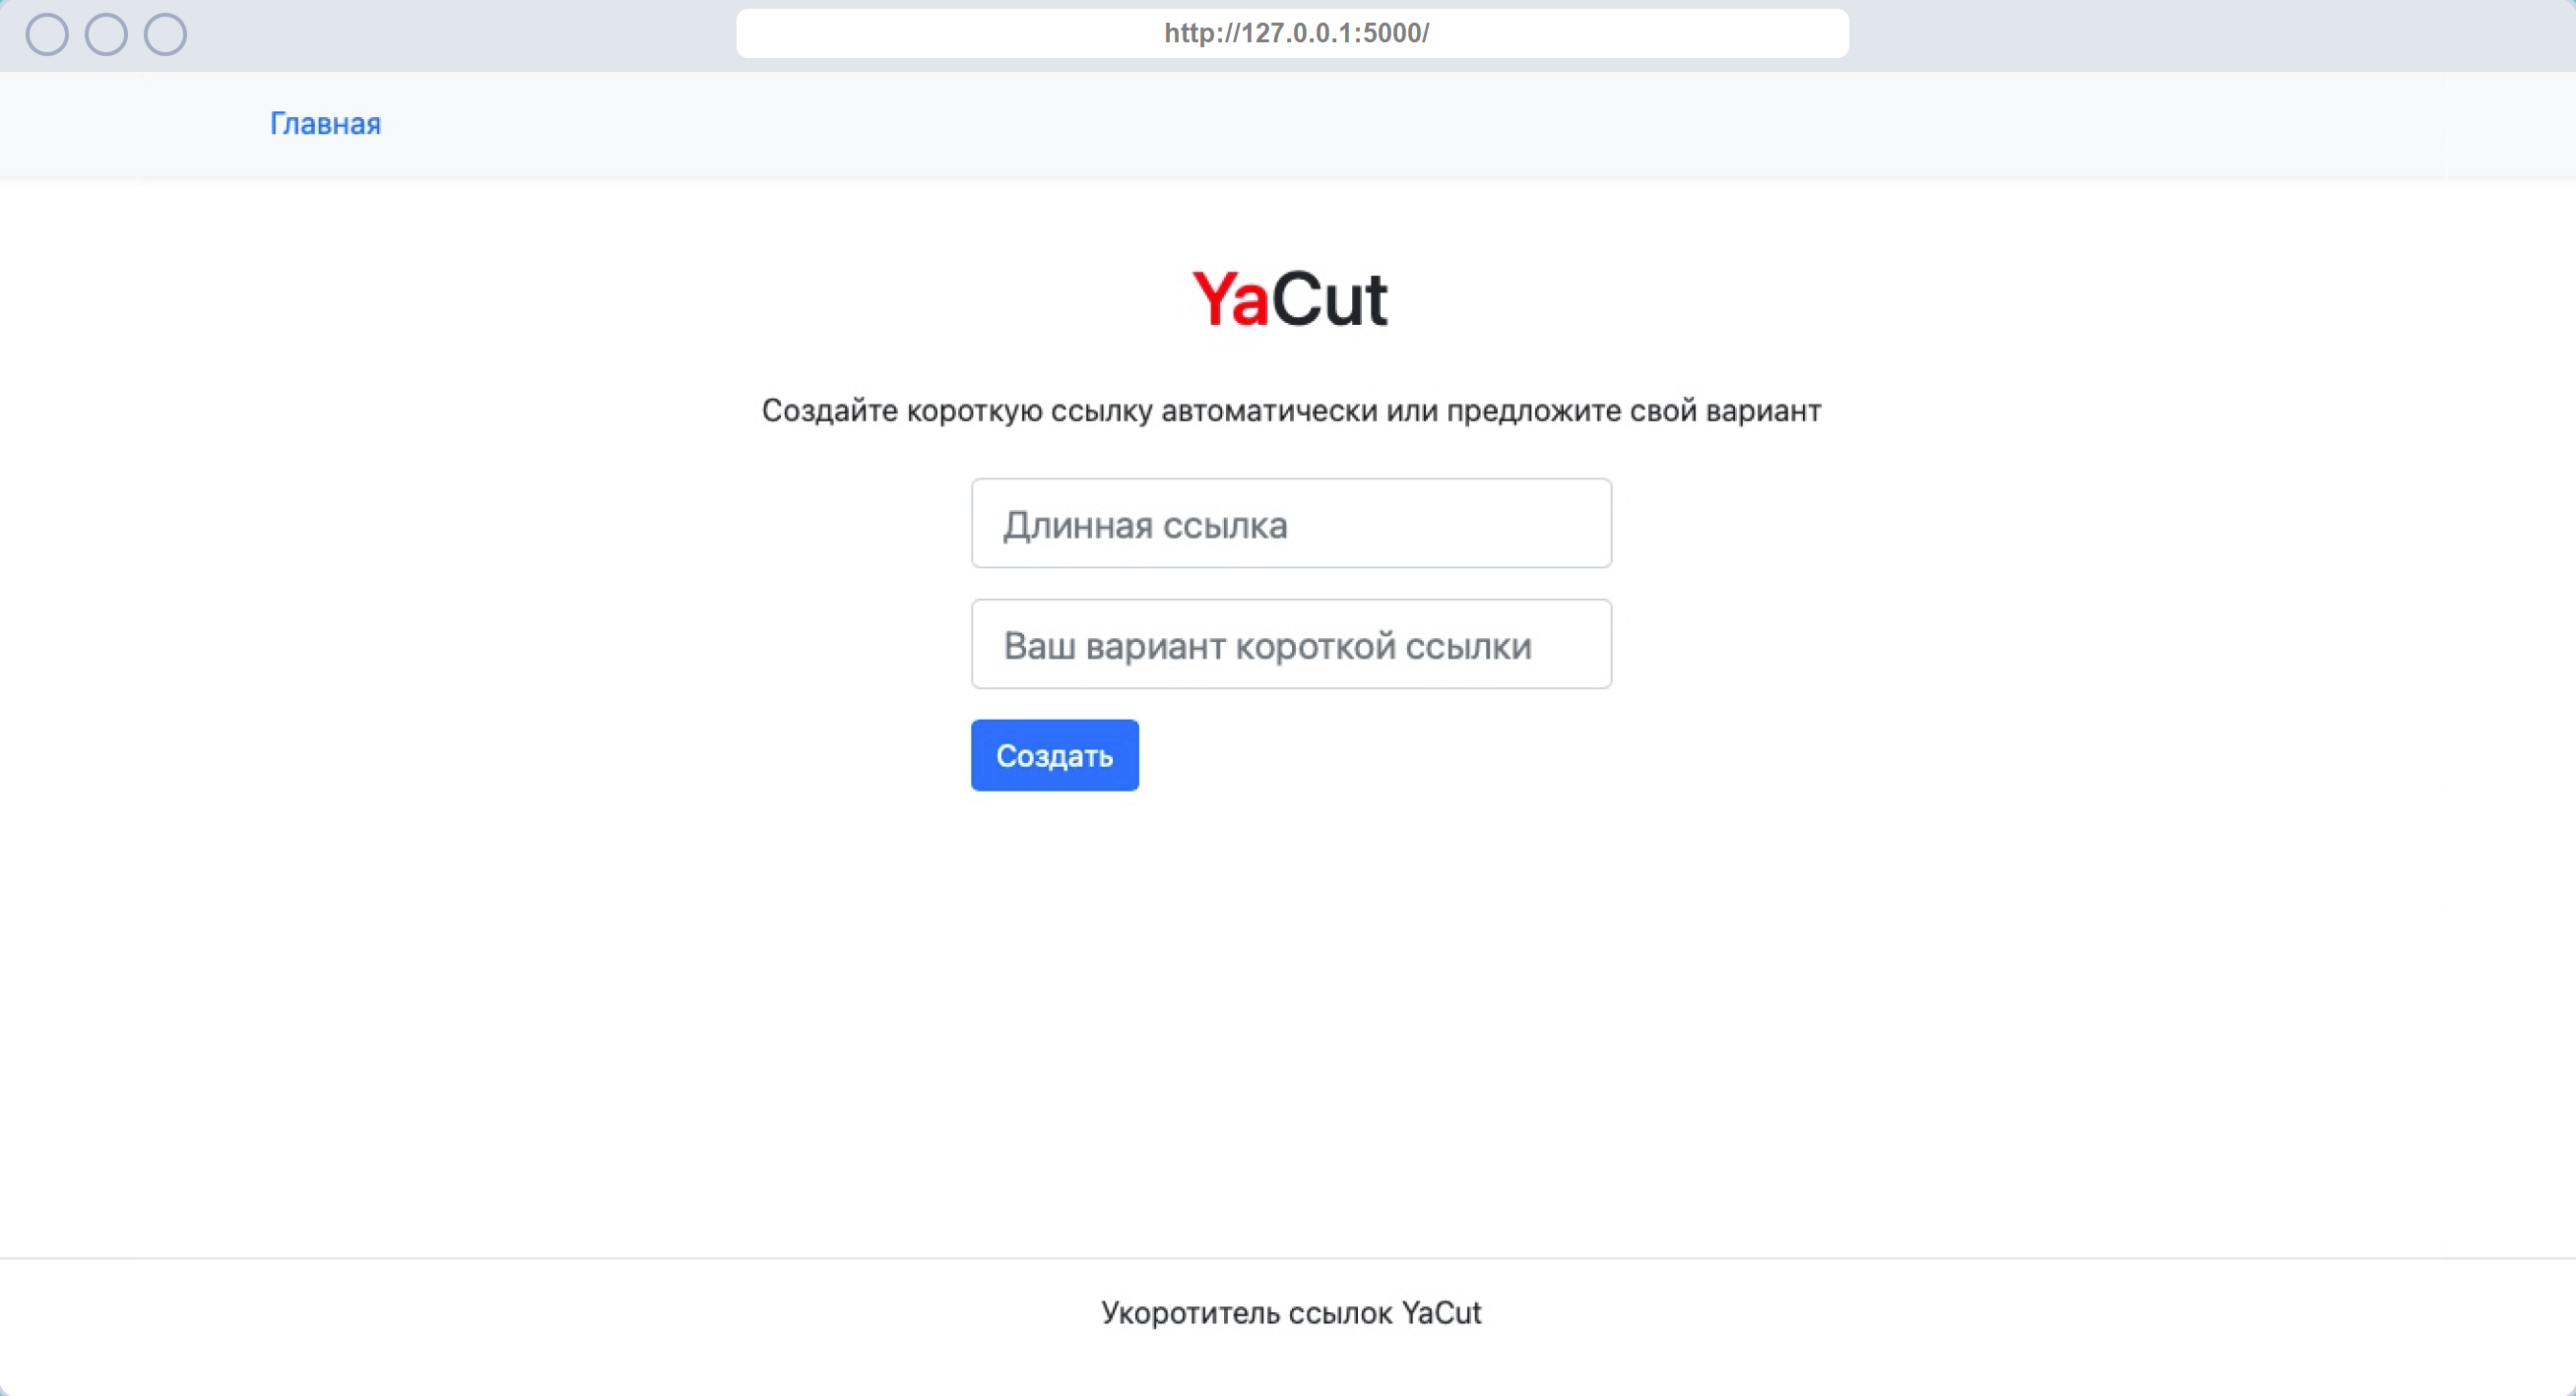 http://127.0.0.1:5000/
Главная
YaCut
Создайте короткую ссылку автоматически или предложите свой вариант
Длинная ссылка
Ваш вариант короткой ссылки
Создать
Укоротитель ссылок YaCut